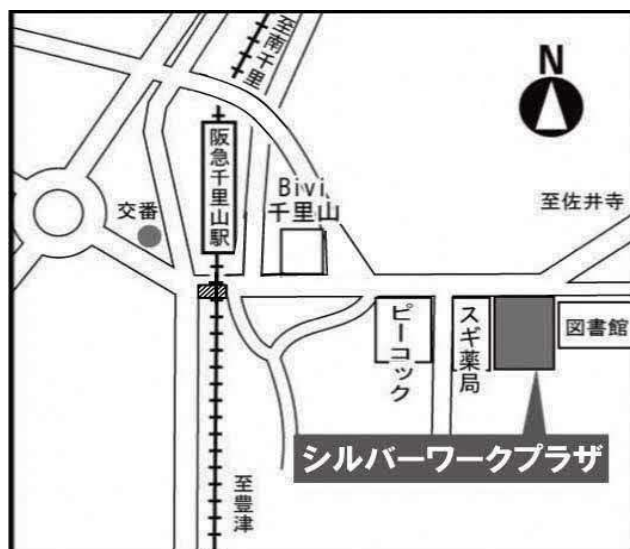 至南千里
N
阪急千里山駅
Bivi
千里山
交番
至佐井寺
ピーコック
スギ薬局
図書館
シルバーワークプラザ
至豊津